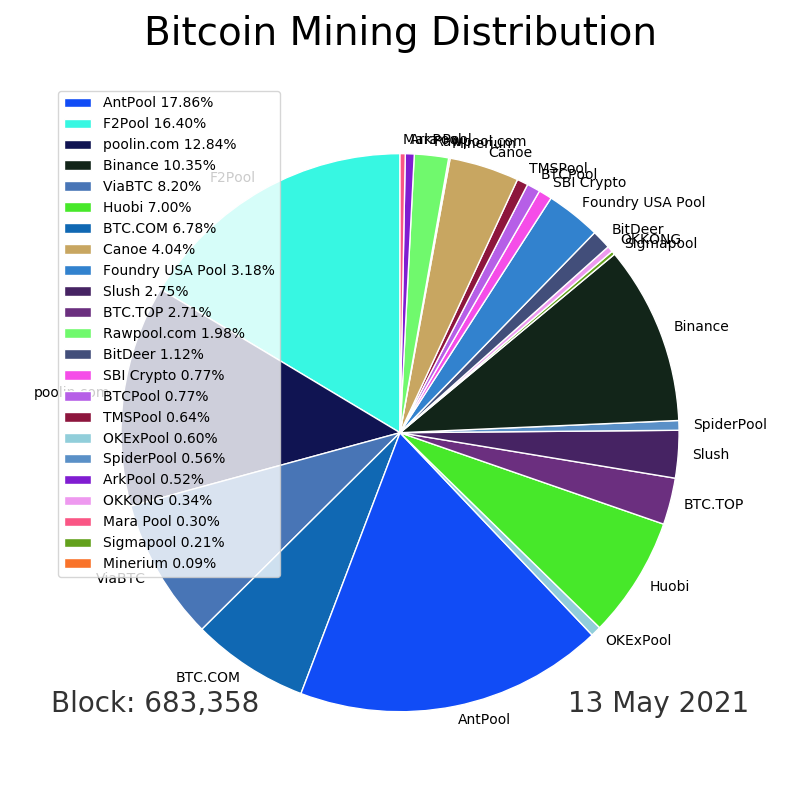 Bitcoin Mining Distribution
AntPool 17.86%
F2Pool 16.40%
poolin.com 12.84%
Binance 10.35%
ViaBTC 8.20%
Huobi 7.00%
BTC.COM 6.78%
Canoe 4.04%
Foundry USA Pool 3.18%
Slush 2.75%
BTC.TOP 2.71%
Rawpool.com 1.98%
BitDeer 1.12%
SBI Crypto 0.77%
BTCPool 0.77%
TMSPool 0.64%
OKExPool 0.60%
SpiderPool 0.56%
ArkPool 0.52%
OKKONG 0.34%
Mara Pool 0.30%
Sigmapool 0.21%
Minerium 0.09%
F2Pool
poolin.com
ViaBTC
BTC.COM
AntPool
OKExPool
Huobi
BTC.TOP
Slush
SpiderPool
Binance
Sigmapool
OKKONG
BitDeer
Foundry USA Pool
SBI Crypto
BTCPool
TMSPool
Canoe
Minerium
Rawpool.com
ArkPool
Mara Pool
Block: 683,358
13 May 2021